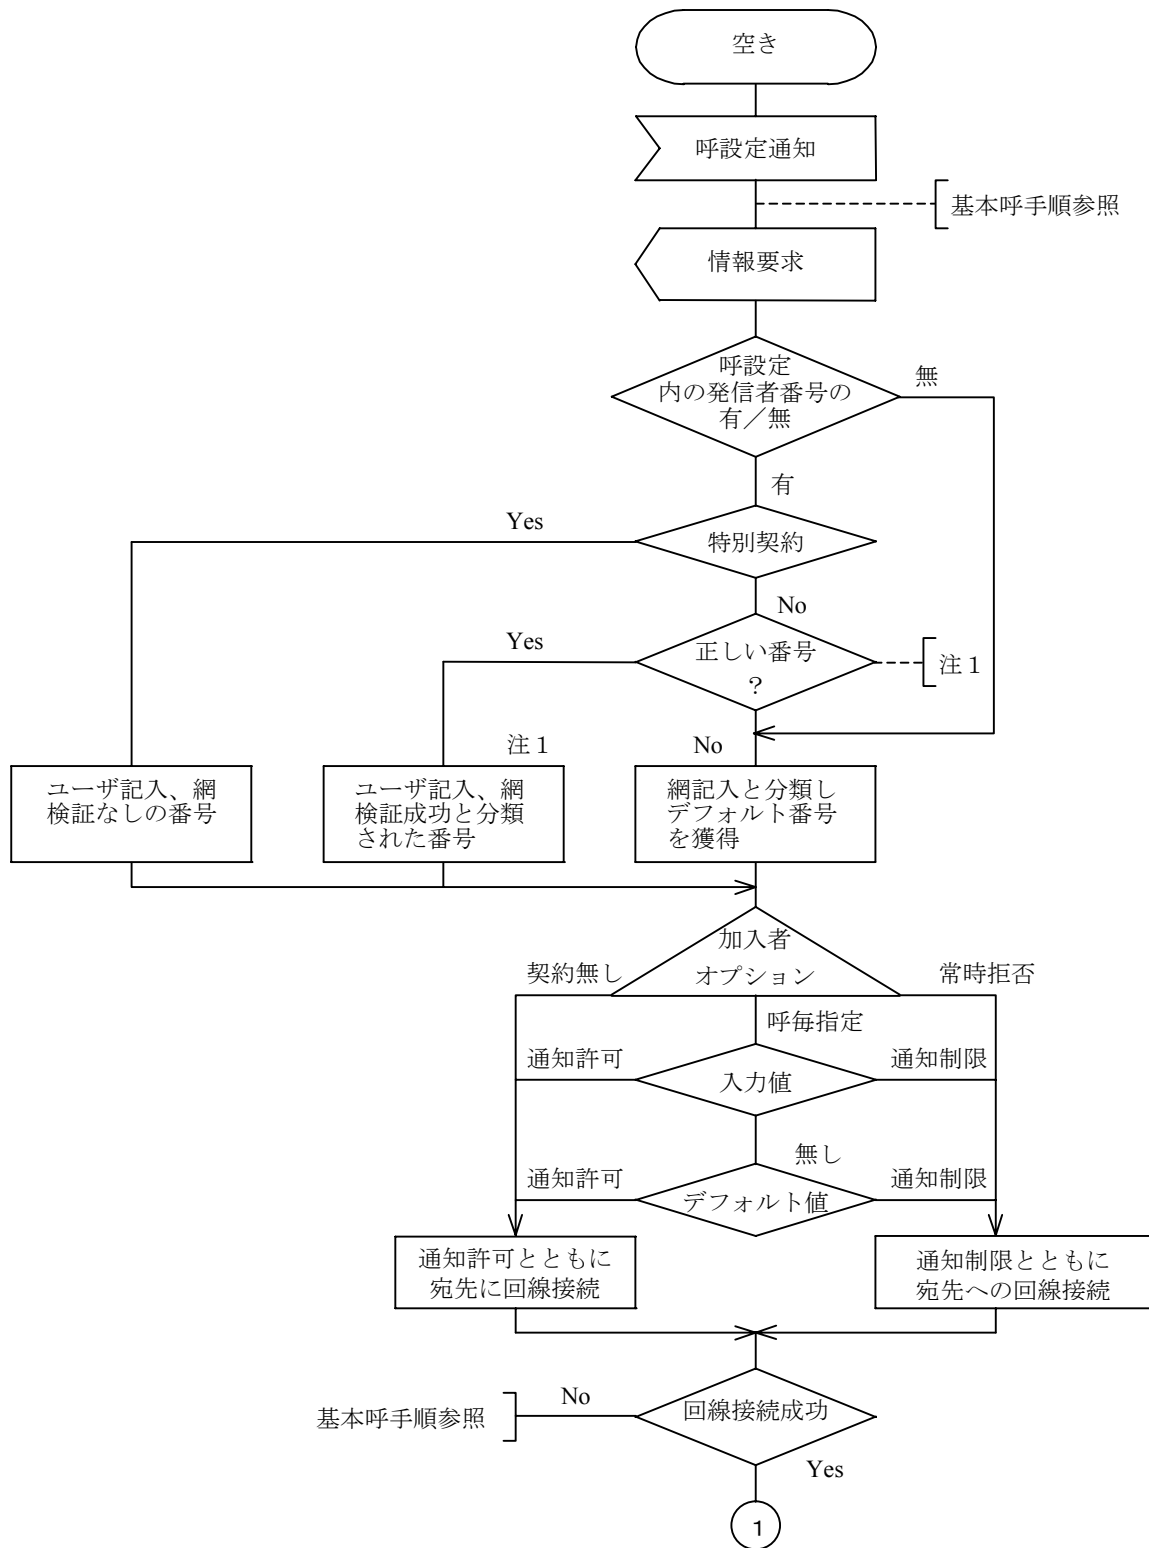 空き
呼設定通知
基本呼手順参照
情報要求
呼設定
内の発信者番号の
有／無
無
有
Yes
特別契約
No
Yes
正しい番号
？
注１
注１
No
ユーザ記入、網
検証なしの番号
ユーザ記入、網
検証成功と分類
された番号
網記入と分類し
デフォルト番号
を獲得
加入者
オプション
契約無し
常時拒否
呼毎指定
通知許可
入力値
通知制限
無し
通知許可
デフォルト値
通知制限
通知許可とともに
宛先に回線接続
通知制限とともに
宛先への回線接続
基本呼手順参照
No
回線接続成功
Yes
１